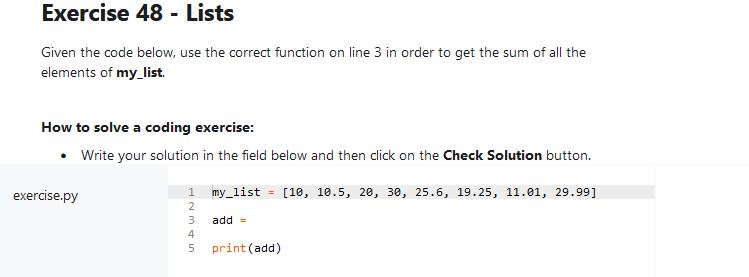 Exercise 48 - Lists
Given the code below, use the correct function on line 3 in order to get the sum of all the
elements of my_list.
How to solve a coding exercise:
• Write your solution in the field below and then click on the Check Solution button.
exercise.py
1 my_list = [10, 10.5, 20, 30, 25.6, 19.25, 11.01, 29.99]
2
3 add =
4
5 print(add)